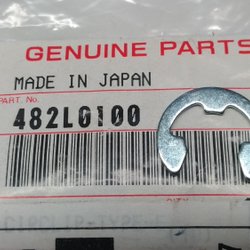 GENUINE PARTS
MADE IN JAPAN
PART. No.
482L0100